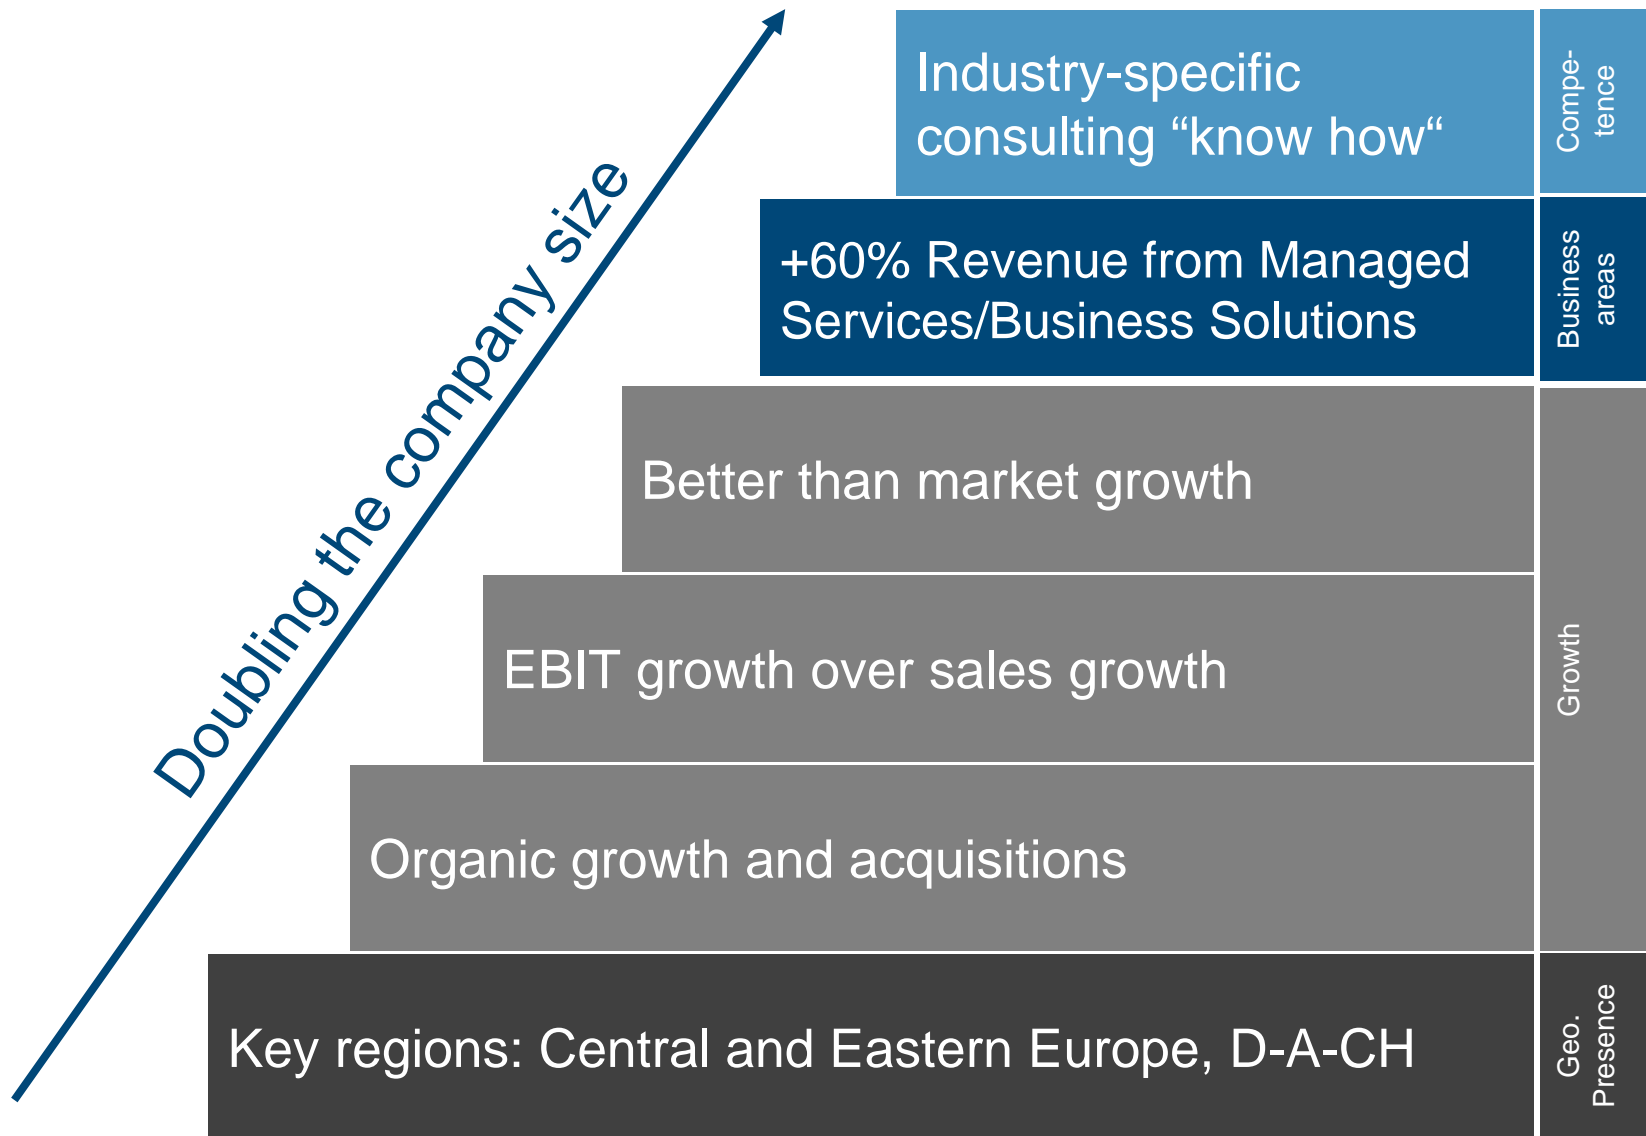 Doubling the company size
Industry-specific
consulting “know how“
Compe-
tence
+60% Revenue from Managed
Services/Business Solutions
Business
areas
Better than market growth
EBIT growth over sales growth
Organic growth and acquisitions
Growth
Key regions: Central and Eastern Europe, D-A-CH
Geo.
Presence